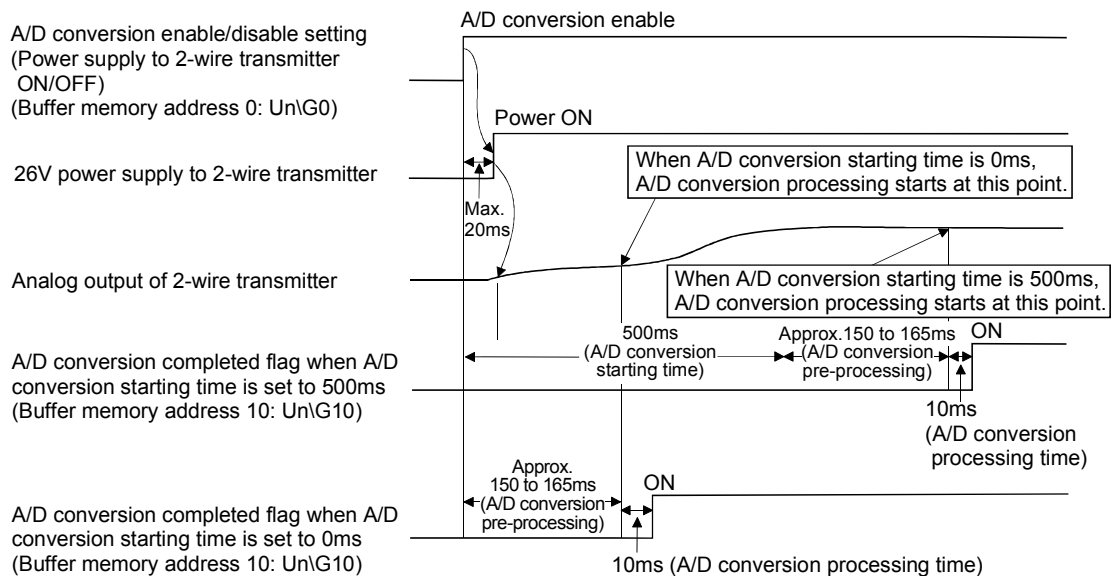 A/D conversion enable
A/D conversion enable/disable setting
(Power supply to 2-wire transmitter
ON/OFF)
(Buffer memory address 0: Un\G0)
Power ON
26V power supply to 2-wire transmitter
Max.
20ms
When A/D conversion starting time is 0ms,
A/D conversion processing starts at this point.
Analog output of 2-wire transmitter
When A/D conversion starting time is 500ms,
A/D conversion processing starts at this point.
500ms
(A/D conversion
starting time)
Approx.150 to 165ms
(A/D conversion
pre-processing)
ON
A/D conversion completed flag when A/D
conversion starting time is set to 500ms
(Buffer memory address 10: Un\G10)
10ms
(A/D conversion
processing time)
Approx.
150 to 165ms
(A/D conversion
pre-processing)
ON
A/D conversion completed flag when A/D
conversion starting time is set to 0ms
(Buffer memory address 10: Un\G10)
10ms (A/D conversion processing time)